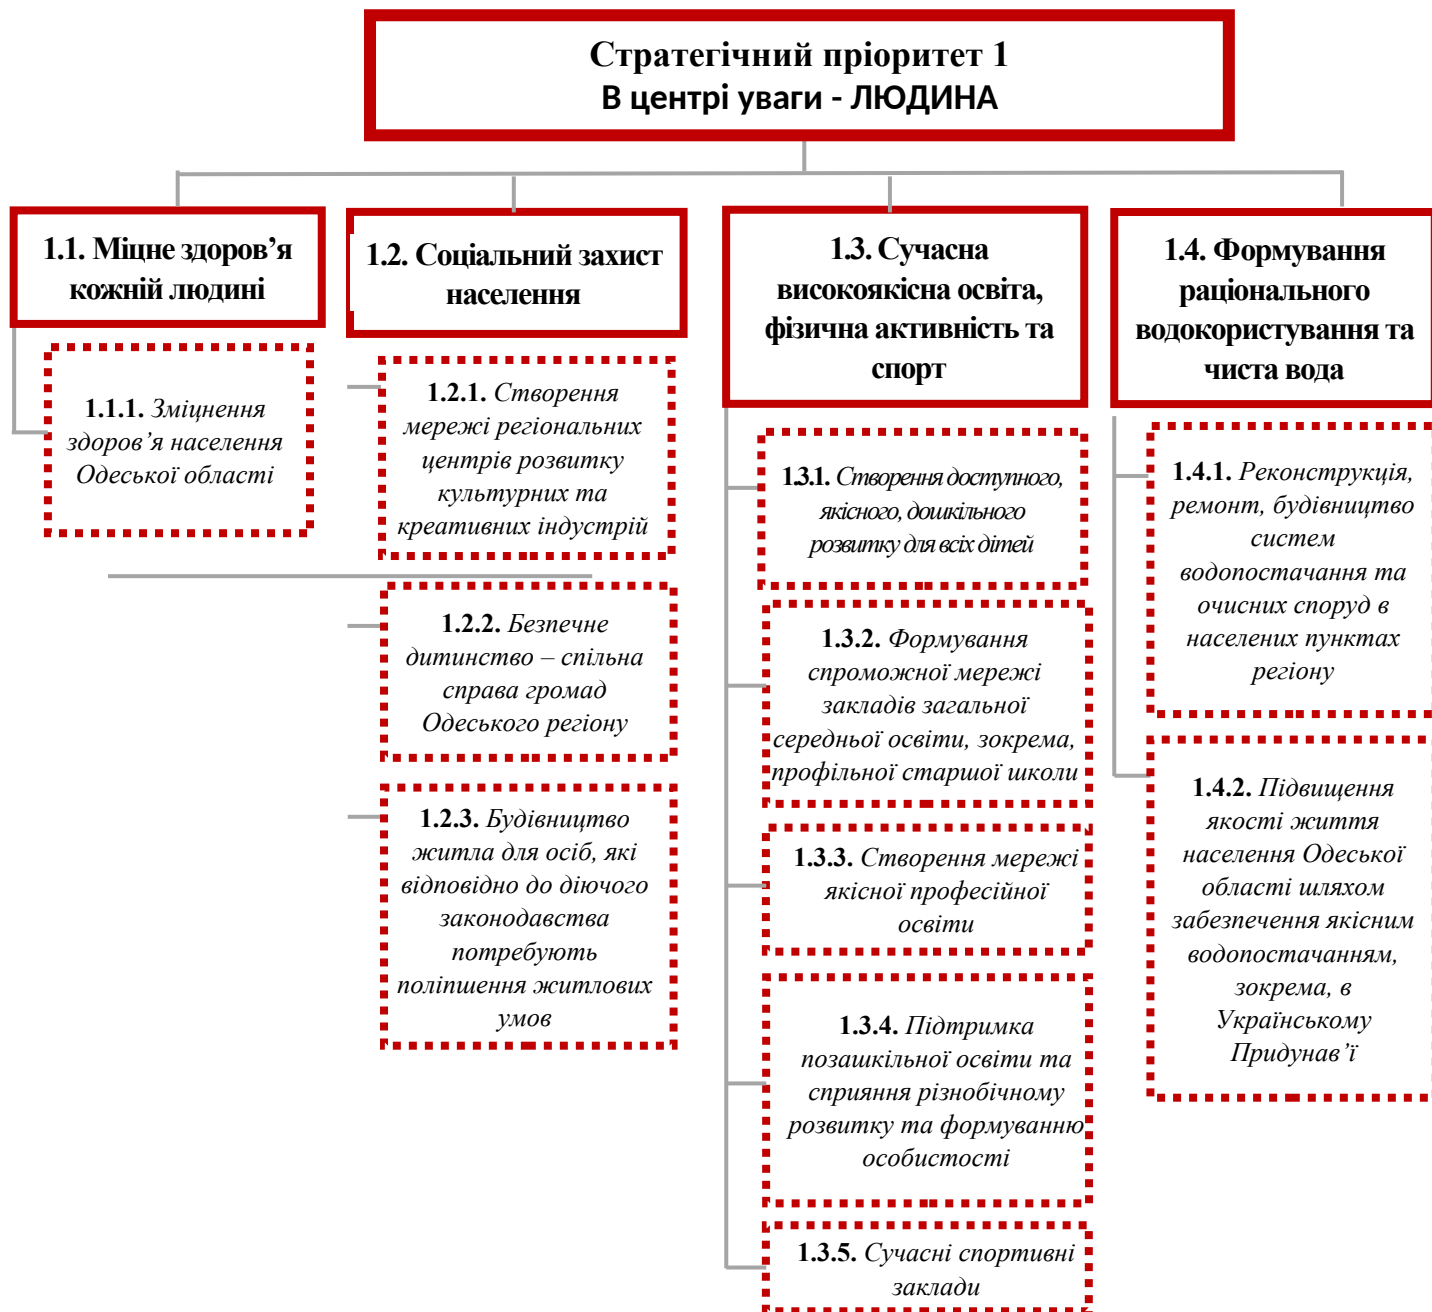 Стратегічний пріоритет 1
В центрі уваги - ЛЮДИНА
1.1. Міцне здоров’я
кожній людині
1.1.1. Зміцнення
здоров’я населення
Одеської області
1.2. Соціальний захист
населення
1.2.1. Створення
мережі регіональних
центрів розвитку
культурних та
креативних індустрій
1.2.2. Безпечне
дитинство – спільна
справа громад
Одеського регіону
1.2.3. Будівництво
житла для осіб, які
відповідно до діючого
законодавства
потребують
поліпшення житлових
умов
1.3. Сучасна
високоякісна освіта,
фізична активність та
спорт
1.3.1. Створення доступного,
якісного, дошкільного
розвитку для всіх дітей
1.3.2. Формування
спроможної мережі
закладів загальної
середньої освіти, зокрема,
профільної старшої школи
1.3.3. Створення мережі
якісної професійної
освіти
1.3.4. Підтримка
позашкільної освіти та
сприяння різнобічному
розвитку та формуванню
особистості
1.3.5. Сучасні спортивні
заклади
1.4. Формування
раціонального
водокористування та
чиста вода
1.4.1. Реконструкція,
ремонт, будівництво
систем
водопостачання та
очисних споруд в
населених пунктах
регіону
1.4.2. Підвищення
якості життя
населення Одеської
області шляхом
забезпечення якісним
водопостачанням,
зокрема, в
Українському
Придунав’ї